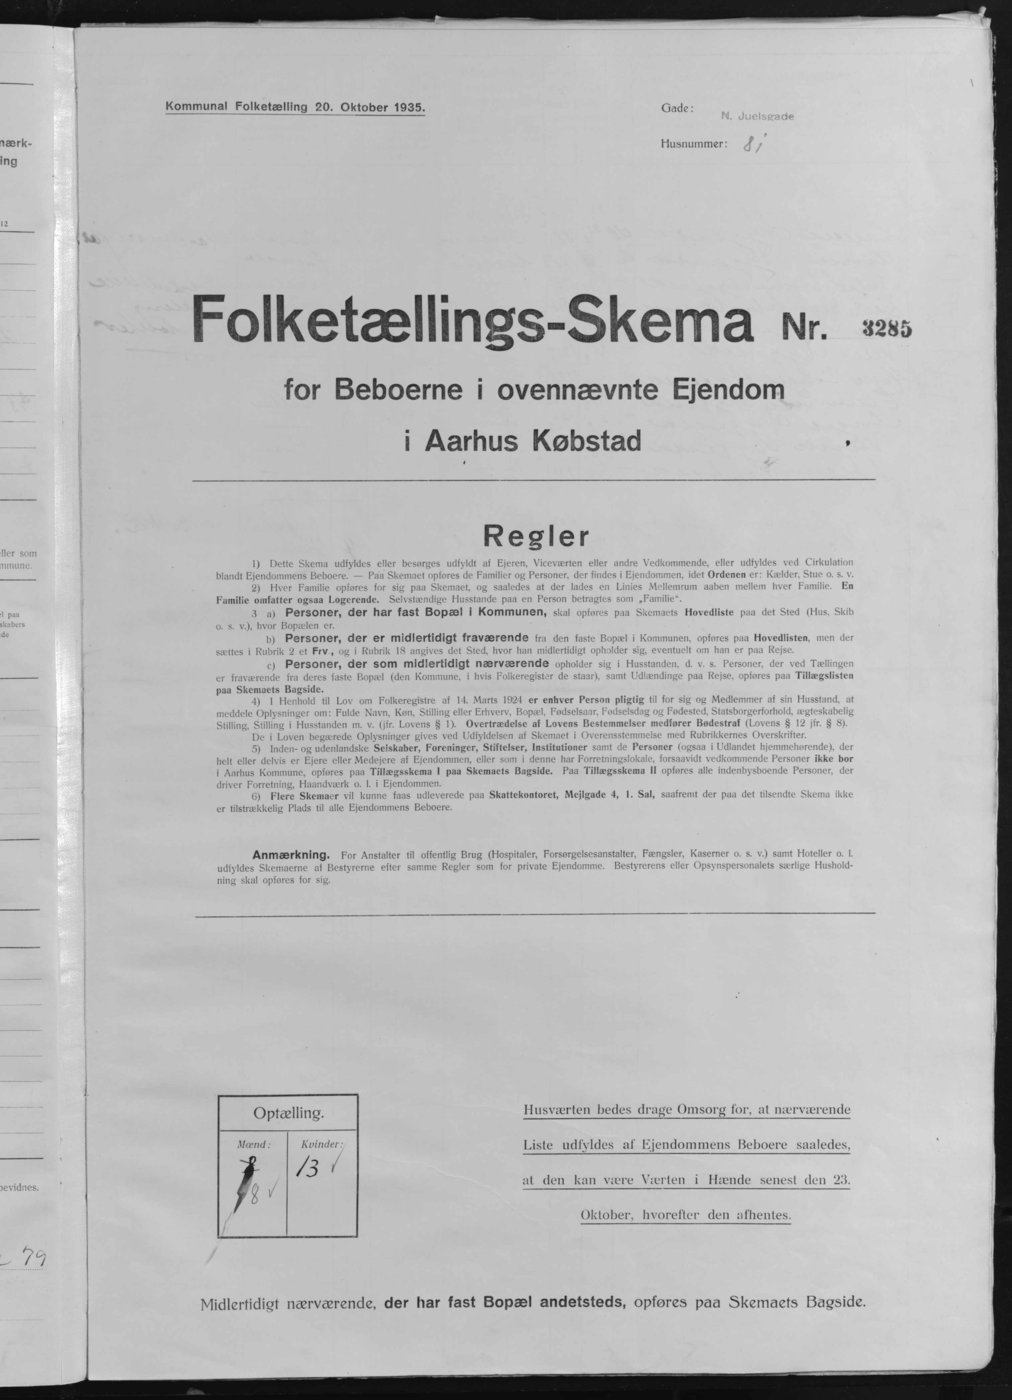 Kommunal Folketælling 20. Oktober 1935.
Gade: N. Juelsgade
Husnummer: 81
Folketællings-Skema Nr. 3285
for Beboerne i ovennævnte Ejendom
i Aarhus Købstad
Regler
1) Dette Skema udfyldes eller besørges udfyldt af Ejeren, Viceværten eller andre Vedkommende, eller udfyldes ved Cirkulation
blandt Ejendommens Beboere. — Paa Skemaet opføres de Familier og Personer, der findes i Ejendommen, idet Ordenen er: Kælder, Stue o. s. v.
2) Hver Familie opføres for sig paa Skemaet, og saaledes at der lades en Linies Mellemrum aaben mellem hver Familie. En
Familie omfatter ogsaa Logerende. Selvstændige Husstande paa en Person betragtes som „Familie“.
3 a) Personer, der har fast Bopæl i Kommunen, skal opføres paa Skemaets Hovedliste paa det Sted (Hus, Skib
o. s. v.), hvor Bopælen er.
b) Personer, der er midlertidigt fraværende fra den faste Bopæl i Kommunen, opføres paa Hovedlisten, men der
sættes i Rubrik 2 et Frv., og i Rubrik 18 angives det Sted, hvor han midlertidigt opholder sig, eventuelt om han er paa Rejse.
c) Personer, der som midlertidigt nærværende opholder sig i Husstanden, d. v. s. Personer, der ved Tællingen
er fraværende fra deres faste Bopæl (den Kommune, i hvis Folkeregister de staar), samt Udlændinge paa Rejse, opføres paa Tillægslisten
paa Skemaets Bagside.
4) I Henhold til Lov om Folkeregistre af 14. Marts 1924 er enhver Person pligtig til for sig og Medlemmer af sin Husstand, at
meddele Oplysninger om: Fulde Navn, Køn, Stilling eller Erhverv, Bopæl, Fødselsaar, Fødselsdag og Fødested, Statsborgerforhold, ægteskabelig
Stilling, Stilling i Husstanden m. v. (jfr. Lovens § 1). Overtrædelse af Lovens Bestemmelser medfører Bødestraf (Lovens § 12 jfr. § 8).
De i Loven begærede Oplysninger gives ved Udfyldelsen af Skemaet i Overensstemmelse med Rubrikkernes Overskrifter.
5) Inden- og udenlandske Selskaber, Foreninger, Stiftelser, Institutioner samt de Personer (ogsaa i Udlandet hjemmehørende), der
helt eller delvis er Ejere eller Medejere af Ejendommen, eller som i denne har Forretningslokale, forsaavidt vedkommende Personer ikke bor
i Aarhus Kommune, opføres paa Tillægsskema I paa Skemaets Bagside. Paa Tillægsskema II opføres alle indenbysboende Personer, der
driver Forretning, Haandværk o. l. i Ejendommen.
6) Flere Skemaer vil kunne faas udleverede paa Skattekontoret, Mejlgade 4, 1. Sal, saafremt der paa det tilsendte Skema ikke
er tilstrækkelig Plads til alle Ejendommens Beboere.
Anmærkning. For Anstalter til offentlig Brug (Hospitaler, Forsørgelsesanstalter, Fængsler, Kaserner o. s. v.) samt Hoteller o. l.
udfyldes Skemaerne af Bestyrerne efter samme Regler som for private Ejendomme. Bestyrerens eller Opsynspersonalets særlige Hushold-
ning skal opføres for sig.
Optælling.
Mænd: Kvinder:
8 13
Husværten bedes drage Omsorg for, at nærværende
Liste udfyldes af Ejendommens Beboere saaledes,
at den kan være Værten i Hænde senest den 23.
Oktober, hvorefter den afhentes.
Midlertidigt nærværende, der har fast Bopæl andetsteds, opføres paa Skemaets Bagside.
ing
12
eller som
evidnes.
79